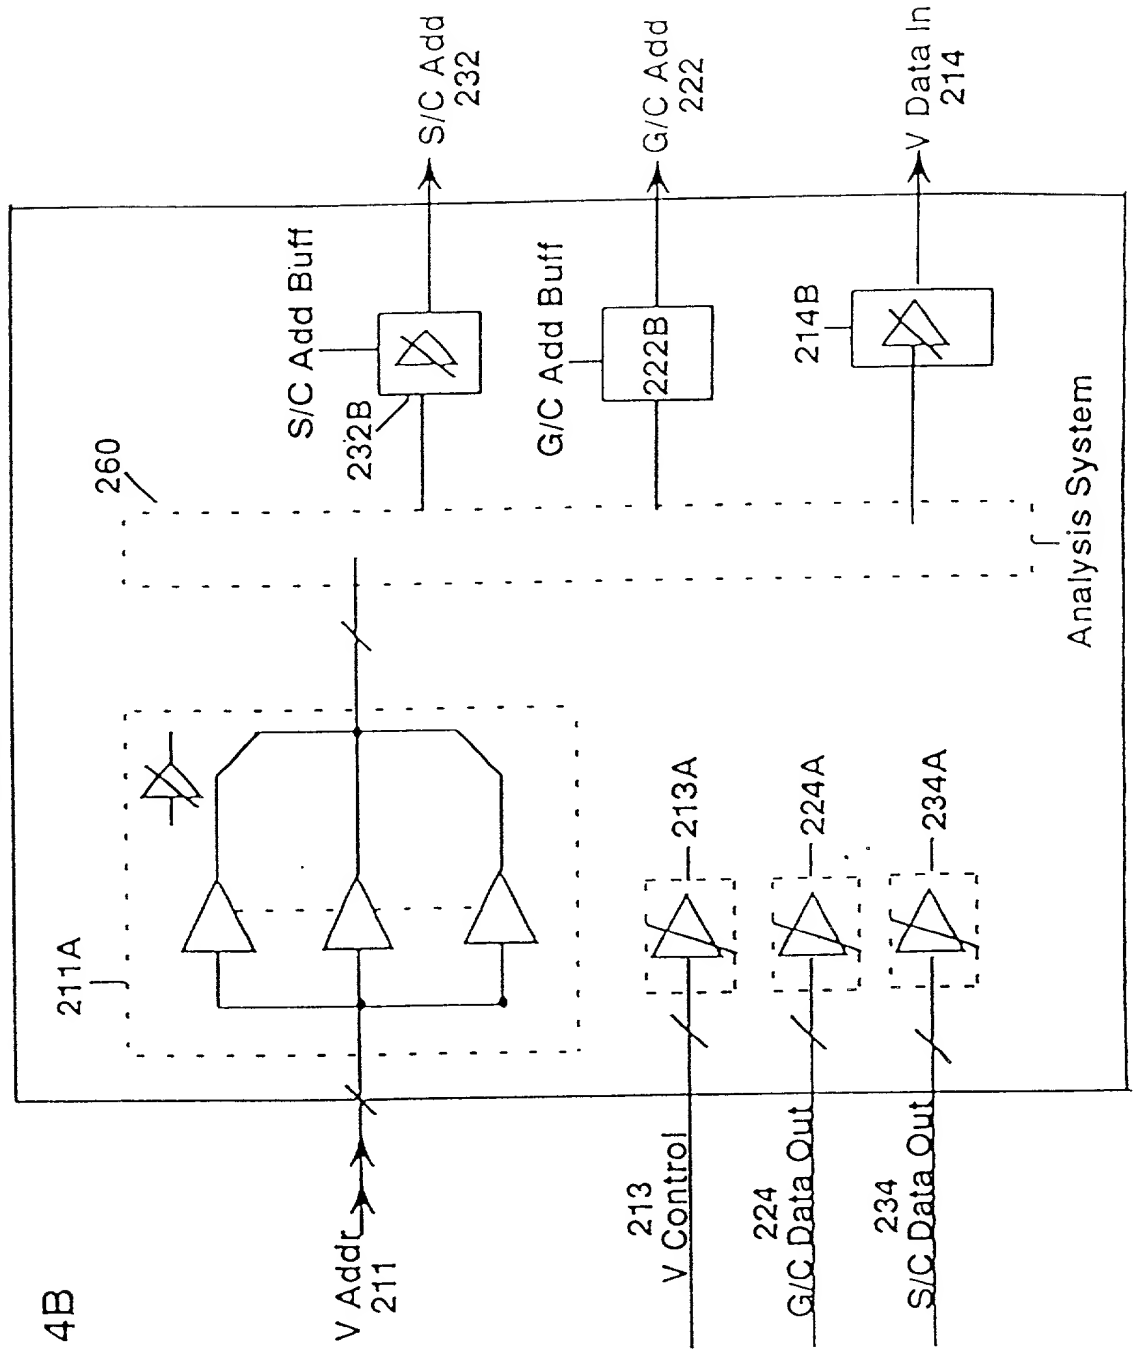 4B
V Addr
211
211A
260
S/C Add Buff
232B
S/C Add
232
G/C Add Buff
222B
G/C Add
222
214B
V Data In
214
213
V Control
213A
224
G/C Data Out
224A
234
S/C Data Out
234A
Analysis System